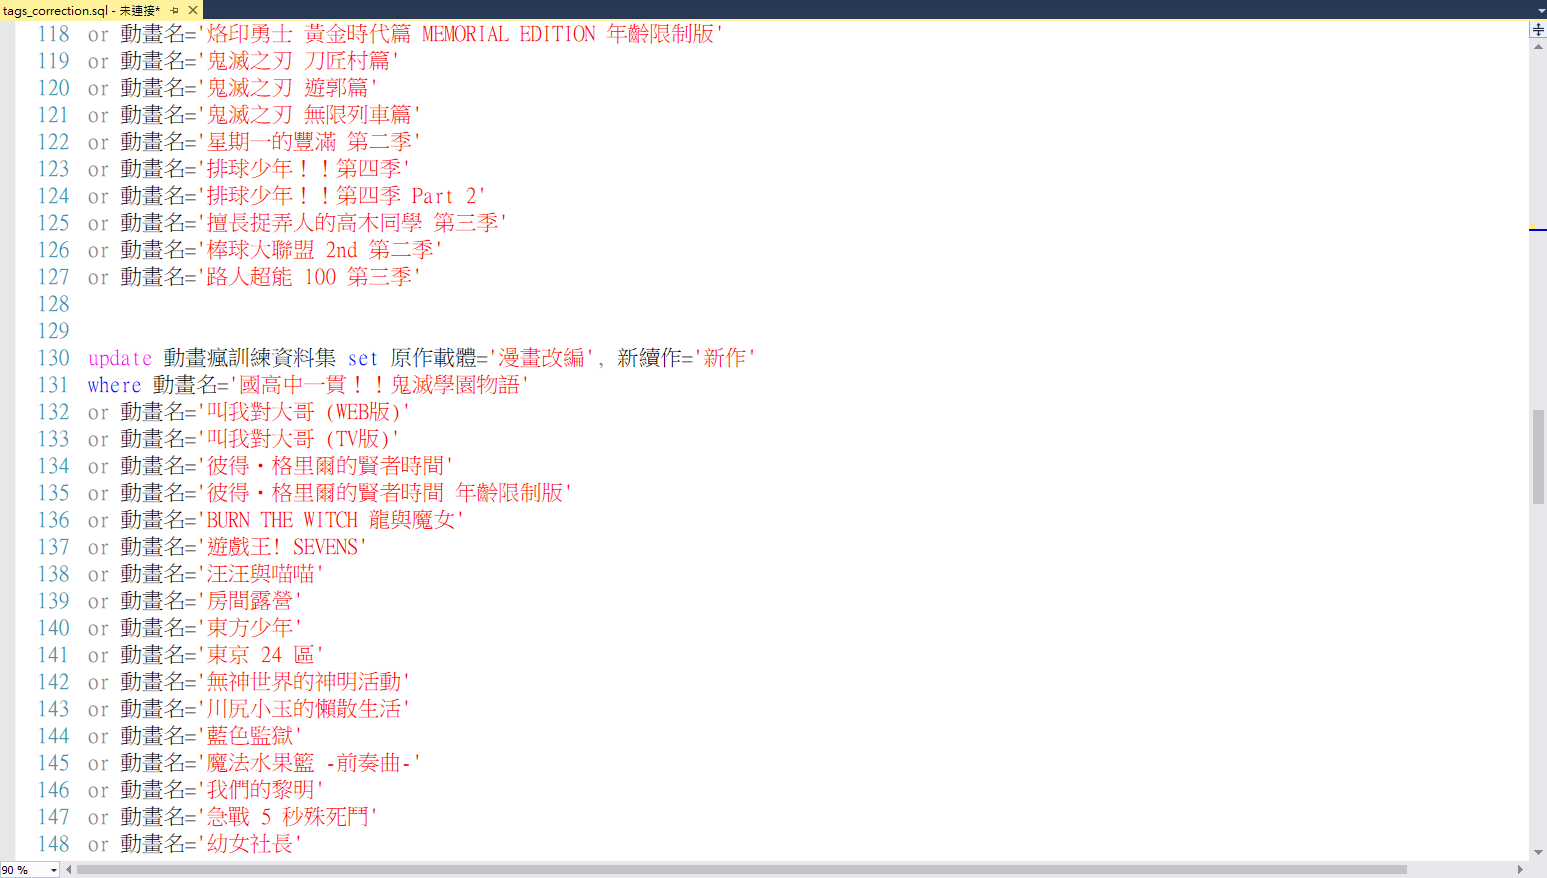 tags_correction.sql - 未連接*
118 or 動畫名='烙印勇士 黃金時代篇 MEMORIAL EDITION 年齡限制版'
119 or 動畫名='鬼滅之刃 刀匠村篇'
120 or 動畫名='鬼滅之刃 遊郭篇'
121 or 動畫名='鬼滅之刃 無限列車篇'
122 or 動畫名='星期一的豐滿 第二季'
123 or 動畫名='排球少年！！第四季'
124 or 動畫名='排球少年！！第四季 Part 2'
125 or 動畫名='擅長捉弄人的高木同學 第三季'
126 or 動畫名='棒球大聯盟 2nd 第二季'
127 or 動畫名='路人超能 100 第三季'
128
129
130 update 動畫瘋訓練資料集 set 原作載體='漫畫改編', 新續作='新作'
131 where 動畫名='國高中一貫！！鬼滅學園物語'
132 or 動畫名='叫我對大哥 (WEB版)'
133 or 動畫名='叫我對大哥 (TV版)'
134 or 動畫名='彼得‧格里爾的賢者時間'
135 or 動畫名='彼得‧格里爾的賢者時間 年齡限制版'
136 or 動畫名='BURN THE WITCH 龍與魔女'
137 or 動畫名='遊戲王! SEVENS'
138 or 動畫名='汪汪與喵喵'
139 or 動畫名='房間露營'
140 or 動畫名='東方少年'
141 or 動畫名='東京 24 區'
142 or 動畫名='無神世界的神明活動'
143 or 動畫名='川尻小玉的懶散生活'
144 or 動畫名='藍色監獄'
145 or 動畫名='魔法水果籃 -前奏曲-'
146 or 動畫名='我們的黎明'
147 or 動畫名='急戰 5 秒殊死鬥'
148 or 動畫名='幼女社長'
90 %